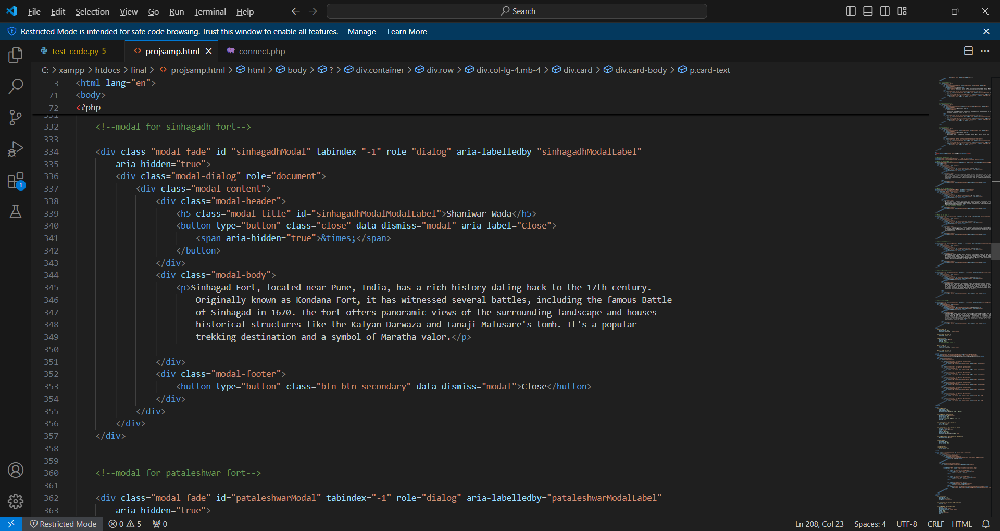 File Edit Selection View Go Run Terminal Help Search
Restricted Mode is intended for safe code browsing. Trust this window to enable all features. Manage Learn More
test_code.py 5 projsamp.html connect.php
C: > xampp > htdocs > final > projsamp.html > html > body > ? > div.container > div.row > div.col-lg-4.mb-4 > div.card > div.card-body > p.card-text
3 <html lang="en">
71 <body>
72 <?php
331
332 <!--modal for sinhagadh fort-->
333
334 <div class="modal fade" id="sinhagadhModal" tabindex="-1" role="dialog" aria-labelledby="sinhagadhModalLabel"
335 aria-hidden="true">
336 <div class="modal-dialog" role="document">
337 <div class="modal-content">
338 <div class="modal-header">
339 <h5 class="modal-title" id="sinhagadhModalModalLabel">Shaniwar Wada</h5>
340 <button type="button" class="close" data-dismiss="modal" aria-label="Close">
341 <span aria-hidden="true">&times;</span>
342 </button>
343 </div>
344 <div class="modal-body">
345 <p>Sinhagad Fort, located near Pune, India, has a rich history dating back to the 17th century.
346 Originally known as Kondana Fort, it has witnessed several battles, including the famous Battle
347 of Sinhagad in 1670. The fort offers panoramic views of the surrounding landscape and houses
348 historical structures like the Kalyan Darwaza and Tanaji Malusare's tomb. It's a popular
349 trekking destination and a symbol of Maratha valor.</p>
350
351 </div>
352 <div class="modal-footer">
353 <button type="button" class="btn btn-secondary" data-dismiss="modal">Close</button>
354 </div>
355 </div>
356 </div>
357 </div>
358
359
360 <!--modal for pataleshwar fort-->
361
362 <div class="modal fade" id="pataleshwarModal" tabindex="-1" role="dialog" aria-labelledby="pataleshwarModalLabel"
363 aria-hidden="true">
1
Restricted Mode 0 5 0 Ln 208, Col 23 Spaces: 4 UTF-8 CRLF HTML